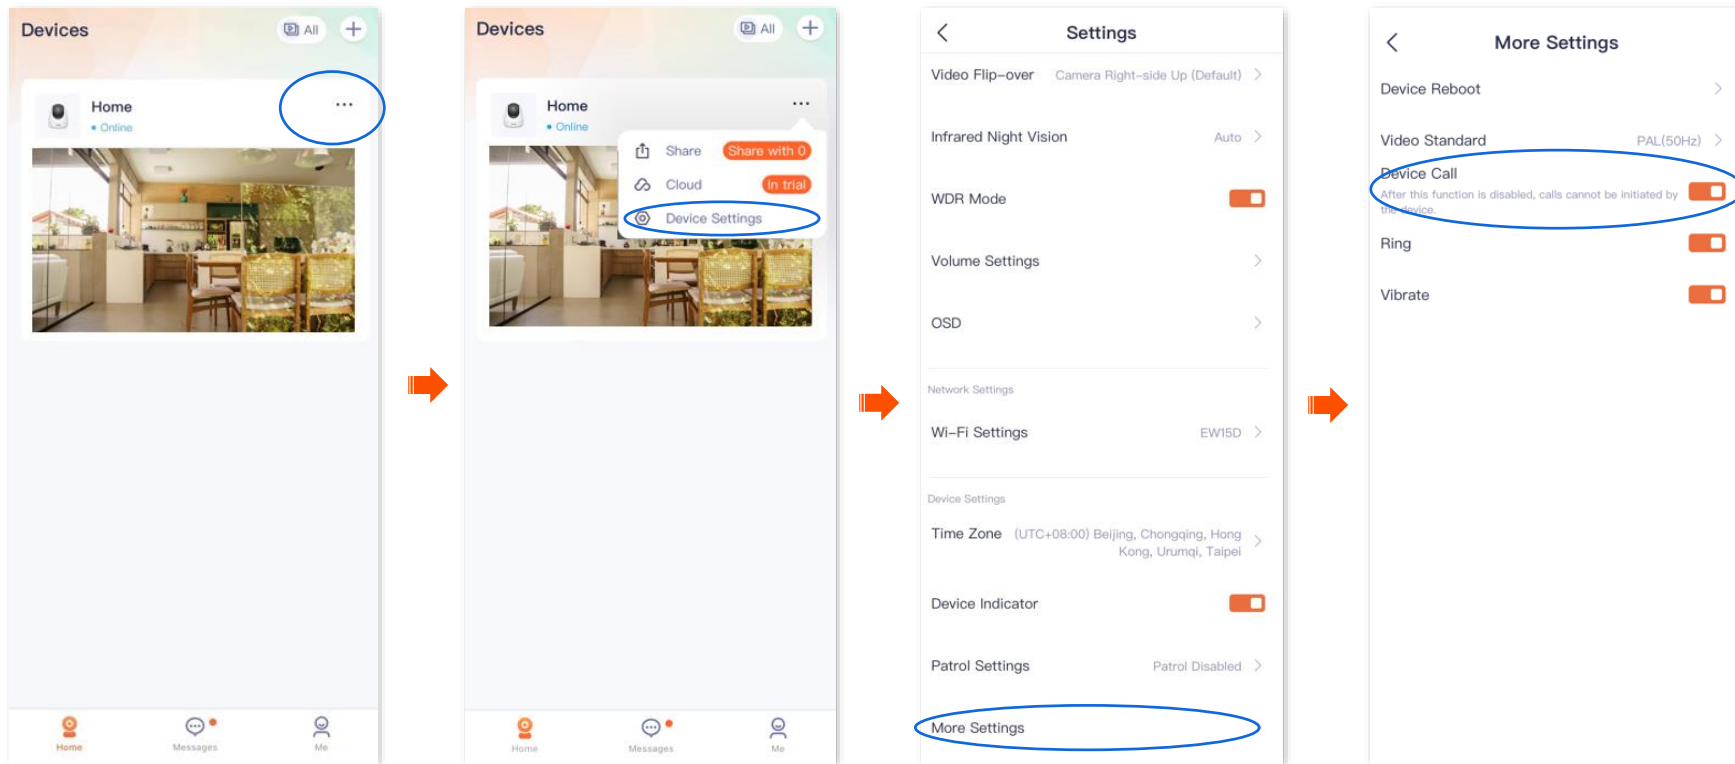 Devices
All
Home
Online
Home
Messages
Me
Devices
All
Home
Online
Share Share with 0
Cloud In trial
Device Settings
Home
Messages
Me
Settings
Video Flip-over Camera Right-side Up (Default)
Infrared Night Vision Auto
WDR Mode
Volume Settings
OSD
Network Settings
Wi-Fi Settings EW15D
Device Settings
Time Zone (UTC+08:00) Beijing, Chongqing, Hong
Kong, Urumqi, Taipei
Device Indicator
Patrol Settings Patrol Disabled
More Settings
More Settings
Device Reboot
Video Standard PAL(50Hz)
Device Call
After this function is disabled, calls cannot be initiated by
the device.
Ring
Vibrate